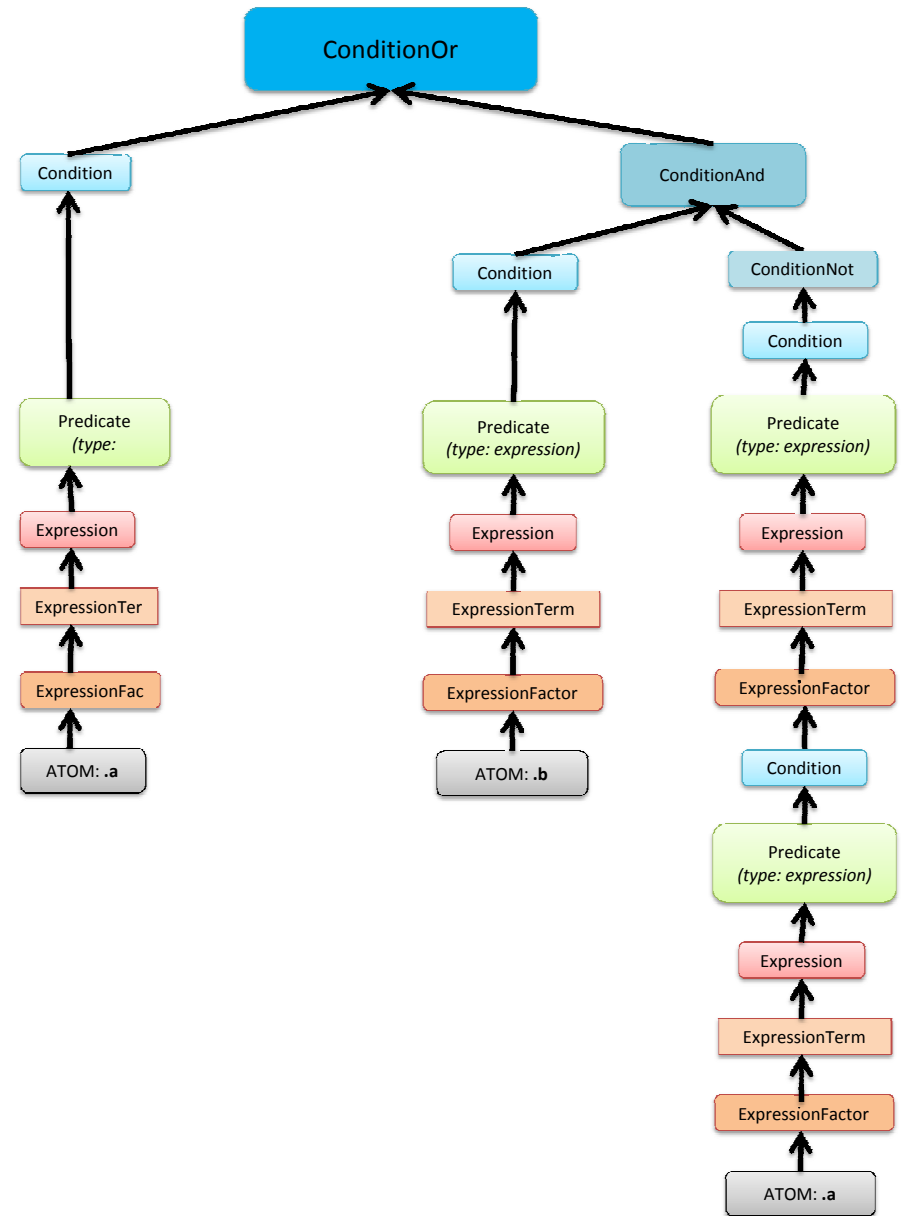 ConditionOr
Condition
ConditionAnd
Condition
ConditionNot
Condition
Predicate
(type:
Predicate
(type: expression)
Predicate
(type: expression)
Expression
Expression
Expression
ExpressionTer
ExpressionTerm
ExpressionTerm
ExpressionFac
ExpressionFactor
ExpressionFactor
ATOM: .a
ATOM: .b
Condition
Predicate
(type: expression)
Expression
ExpressionTerm
ExpressionFactor
ATOM: .a